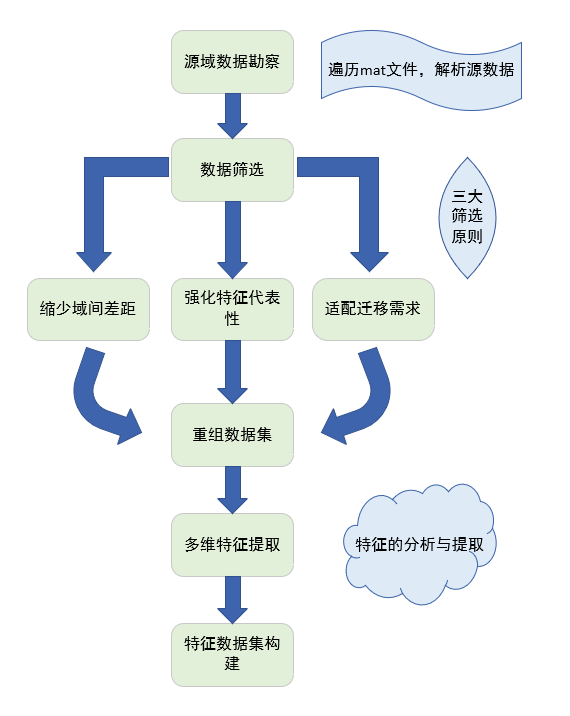 源域数据勘察
遍历mat文件，解析源数据
数据筛选
三大
筛选
原则
缩少域间差距
强化特征代表
性
适配迁移需求
重组数据集
多维特征提取
特征的分析与提取
特征数据集构
建